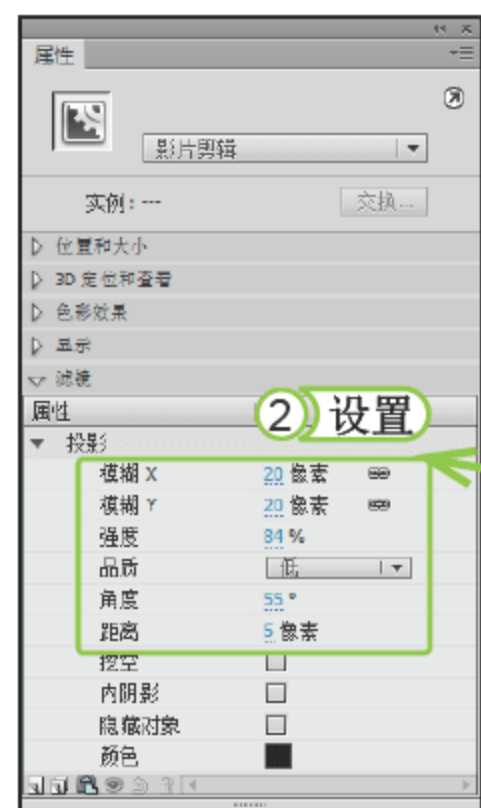 属性
影片剪辑
实例: ---
交换...
位置和大小
3D 定位和查看
色彩效果
显示
滤镜
属性
② 设置
投影
模糊 X 20 像素
模糊 Y 20 像素
强度 84 %
品质 低
角度 55 °
距离 5 像素
挖空
内阴影
隐藏对象
颜色